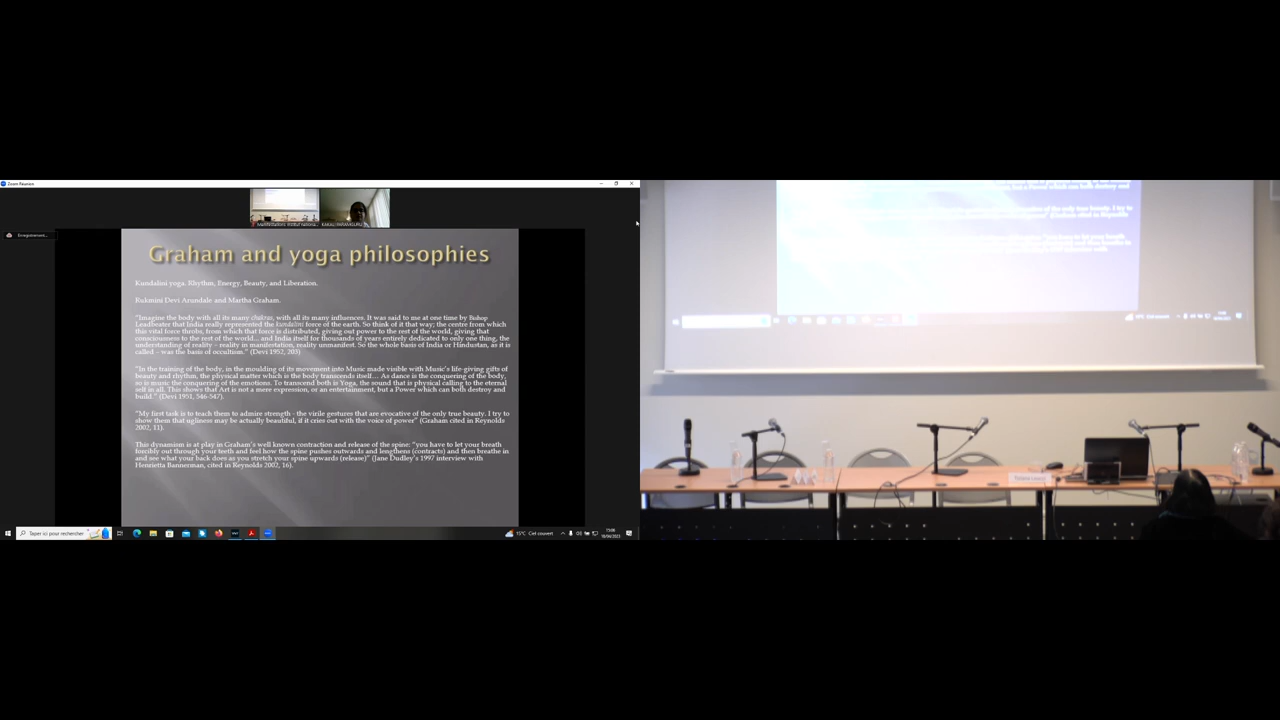 Zoom Réunion
Enregistrement...
Graham and yoga philosophies
Kundalini yoga. Rhythm, Energy, Beauty, and Liberation.
Rukmini Devi Arundale and Martha Graham.
"Imagine the body with all its many chakras, with all its many influences. It was said to me at one time by Bishop
Leadbeater that India really represented the kundalini force of the earth. So think of it that way; the centre from which
this vital force throbs, from which that force is distributed, giving out power to the rest of the world, giving that
consciousness to the rest of the world... and India itself for thousands of years entirely dedicated to only one thing, the
understanding of reality – reality in manifestation, reality unmanifest. So the whole basis of India or Hindustan, as it is
called – was the basis of occultism." (Devi 1952, 203)
"In the training of the body, in the moulding of its movement into Music made visible with Music's life-giving gifts of
beauty and rhythm, the physical matter which is the body transcends itself… As dance is the conquering of the body,
so is music the conquering of the emotions. To transcend both is Yoga, the sound that is physical calling to the eternal
self in all. This shows that Art is not a mere expression, or an entertainment, but a Power which can both destroy and
build." (Devi 1951, 546-547).
"My first task is to teach them to admire strength - the virile gestures that are evocative of the only true beauty. I try to
show them that ugliness may be actually beautiful, if it cries out with the voice of power" (Graham cited in Reynolds
2002, 11).
This dynamism is at play in Graham's well known contraction and release of the spine: "you have to let your breath
forcibly out through your teeth and feel how the spine pushes outwards and lengthens (contracts) and then breathe in
and see what your back does as you stretch your spine upwards (release)" (Jane Dudley's 1997 interview with
Henrietta Bannerman, cited in Reynolds 2002, 16).
Taper ici pour rechercher
15°C Ciel couvert
15:06
18/04/2023